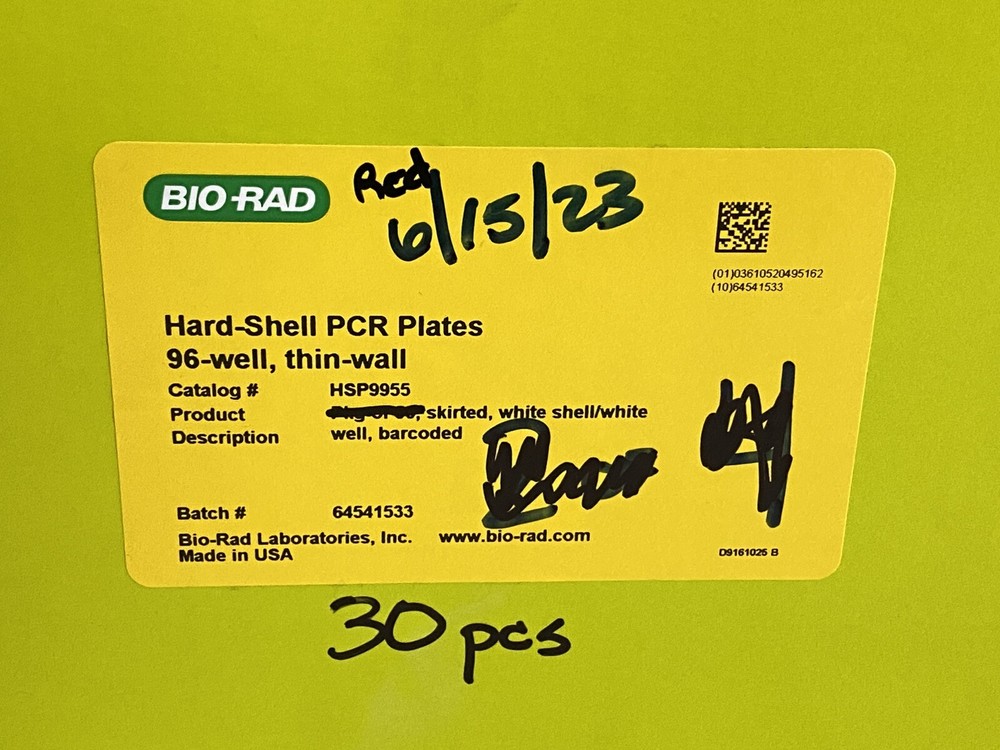 BIO-RAD
Rcd
6/15/23
(01)03610520495162
(10)64541533
Hard-Shell PCR Plates
96-well, thin-wall
Catalog # HSP9955
Product skirted, white shell/white
Description well, barcoded
Batch # 64541533
Bio-Rad Laboratories, Inc. www.bio-rad.com
Made in USA
D9161025 B
30 pcs